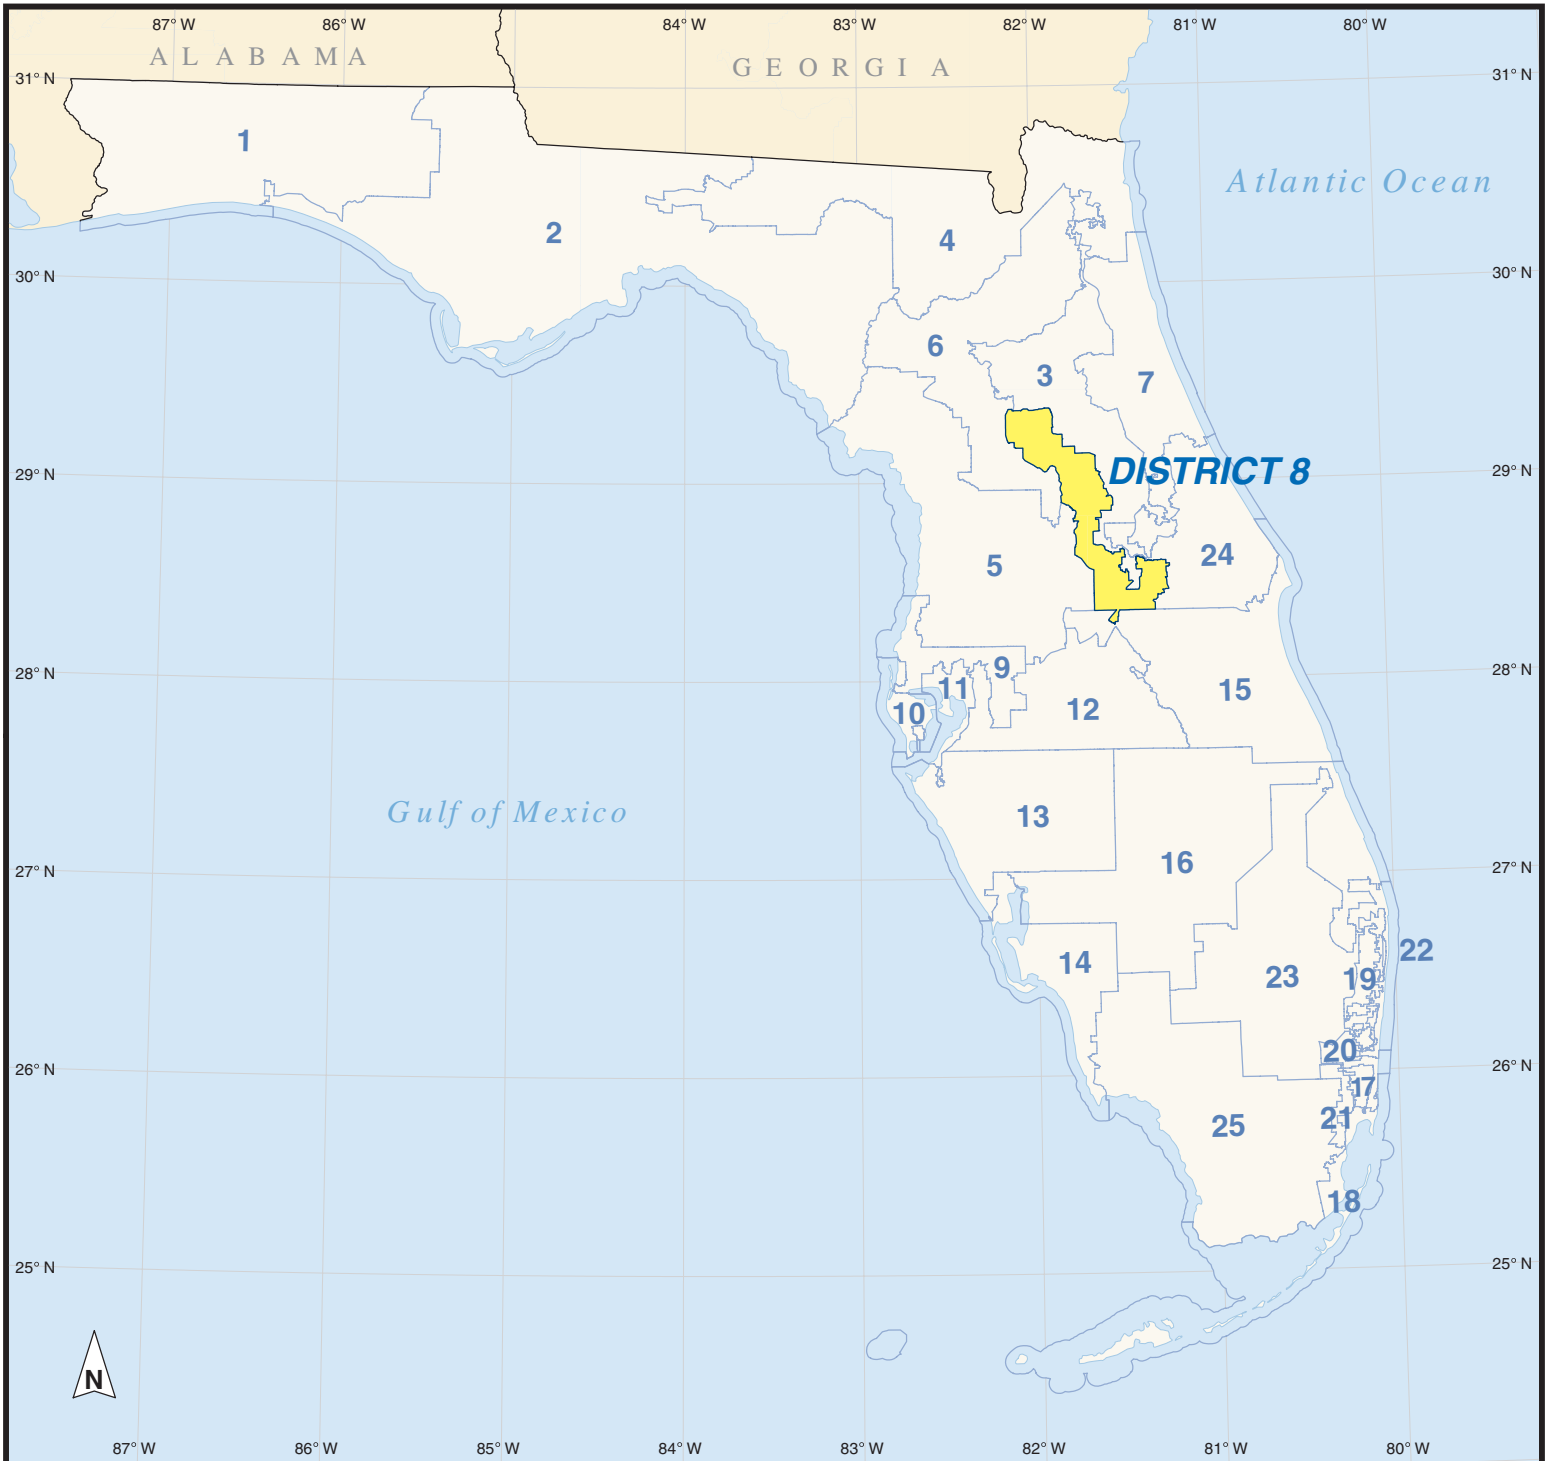 87° W 86° W 84° W 83° W 82° W 81° W 80° W
ALABAMA
GEORGIA
31° N 31° N
1
Atlantic Ocean
2
4
30° N 30° N
6
3
7
DISTRICT 8
29° N 29° N
24
5
28° N 28° N
9
11
15
10
12
Gulf of Mexico
13
16
27° N 27° N
22
14
23
19
20
26° N 26° N
17
21
25
18
25° N 25° N
N
87° W 86° W 85° W 84° W 83° W 82° W 81° W 80° W